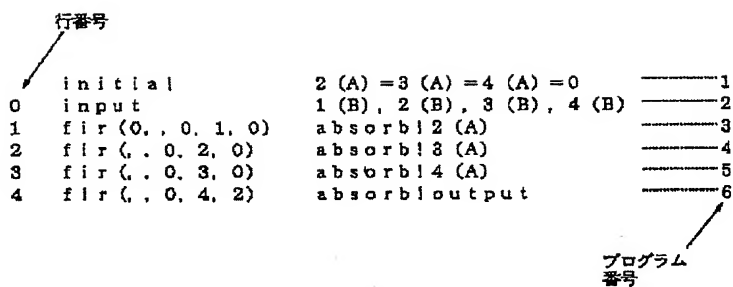 行番号
initial 2 (A) =3 (A) =4 (A) =0 1
0 input 1 (B), 2 (B), 3 (B), 4 (B) 2
1 fir (0, , 0, 1, 0) absorb!2 (A) 3
2 fir (, , 0, 2, 0) absorb!3 (A) 4
3 fir (, , 0, 3, 0) absorb!4 (A) 5
4 fir (, , 0, 4, 2) absorb!output 6
プログラム
番号